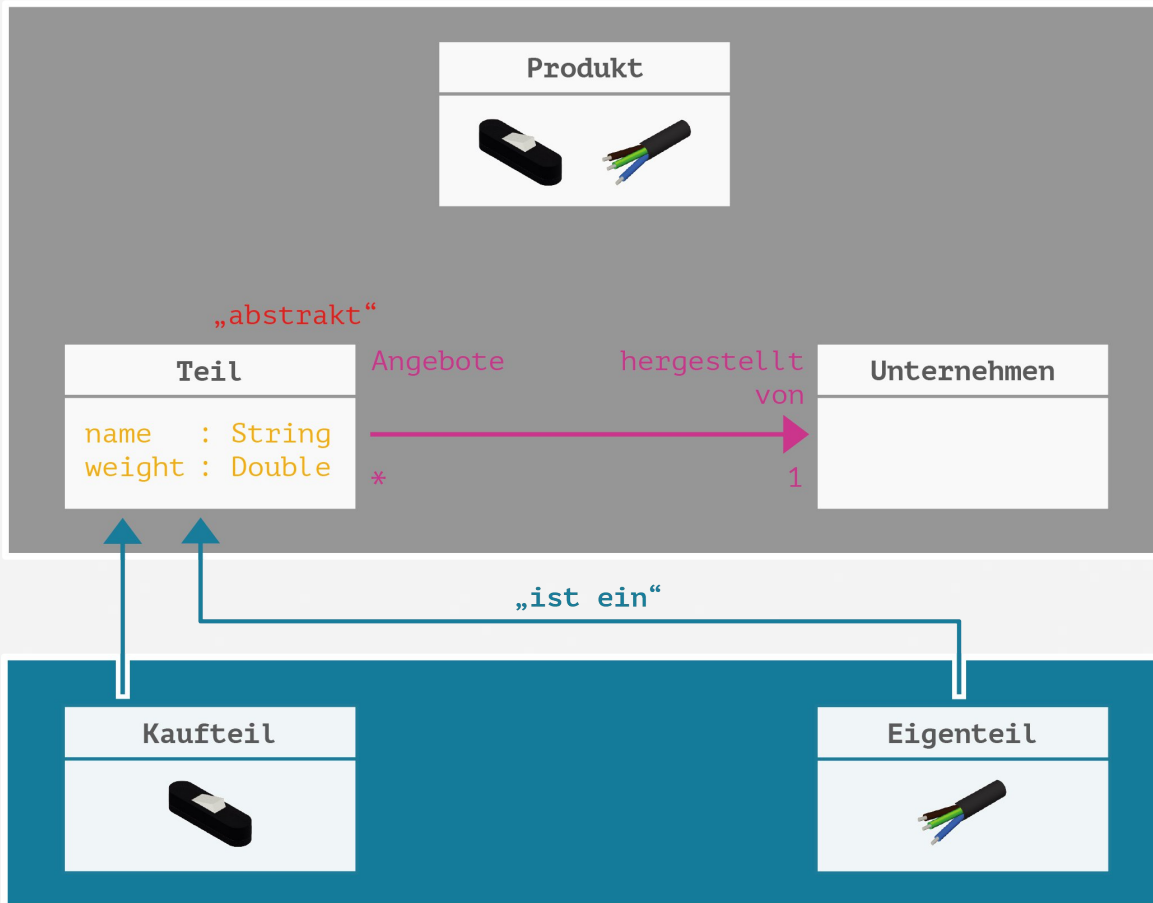 Produkt
„abstrakt“
Teil
Angebote
hergestellt
von
Unternehmen
name : String
weight : Double
*
1
„ist ein“
Kaufteil
Eigenteil